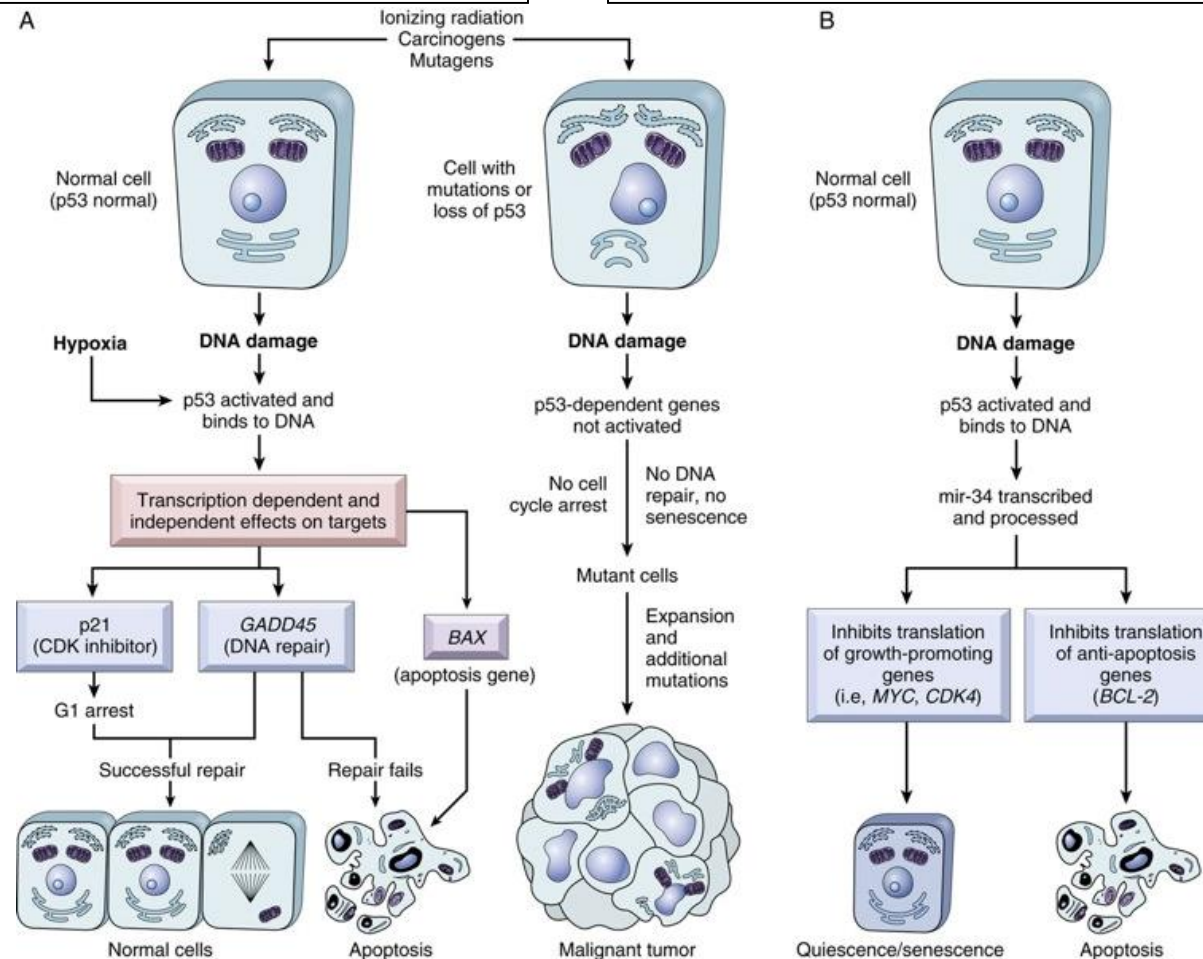 A
Ionizing radiation
Carcinogens
Mutagens
Normal cell
(p53 normal)
Cell with
mutations or
loss of p53
Hypoxia
DNA damage
p53 activated and
binds to DNA
Transcription dependent and
independent effects on targets
p21
(CDK inhibitor)
GADD45
(DNA repair)
BAX
(apoptosis gene)
G1 arrest
Successful repair
Repair fails
Normal cells
Apoptosis
DNA damage
p53-dependent genes
not activated
No cell
cycle arrest
No DNA
repair, no
senescence
Mutant cells
Expansion
and
additional
mutations
Malignant tumor
B
Normal cell
(p53 normal)
DNA damage
p53 activated and
binds to DNA
mir-34 transcribed
and processed
Inhibits translation
of growth-promoting
genes
(i.e, MYC, CDK4)
Inhibits translation
of anti-apoptosis
genes
(BCL-2)
Quiescence/senescence
Apoptosis